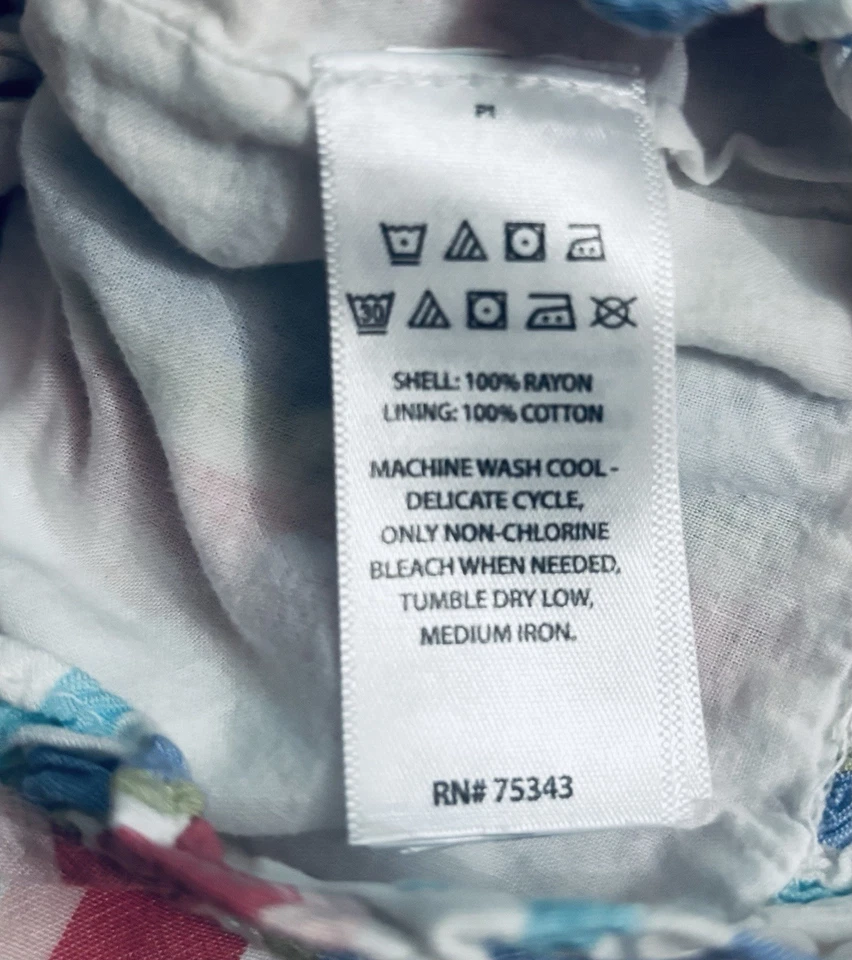 30
SHELL: 100% RAYON
LINING: 100% COTTON
MACHINE WASH COOL -
DELICATE CYCLE,
ONLY NON-CHLORINE
BLEACH WHEN NEEDED,
TUMBLE DRY LOW,
MEDIUM IRON.
RN# 75343